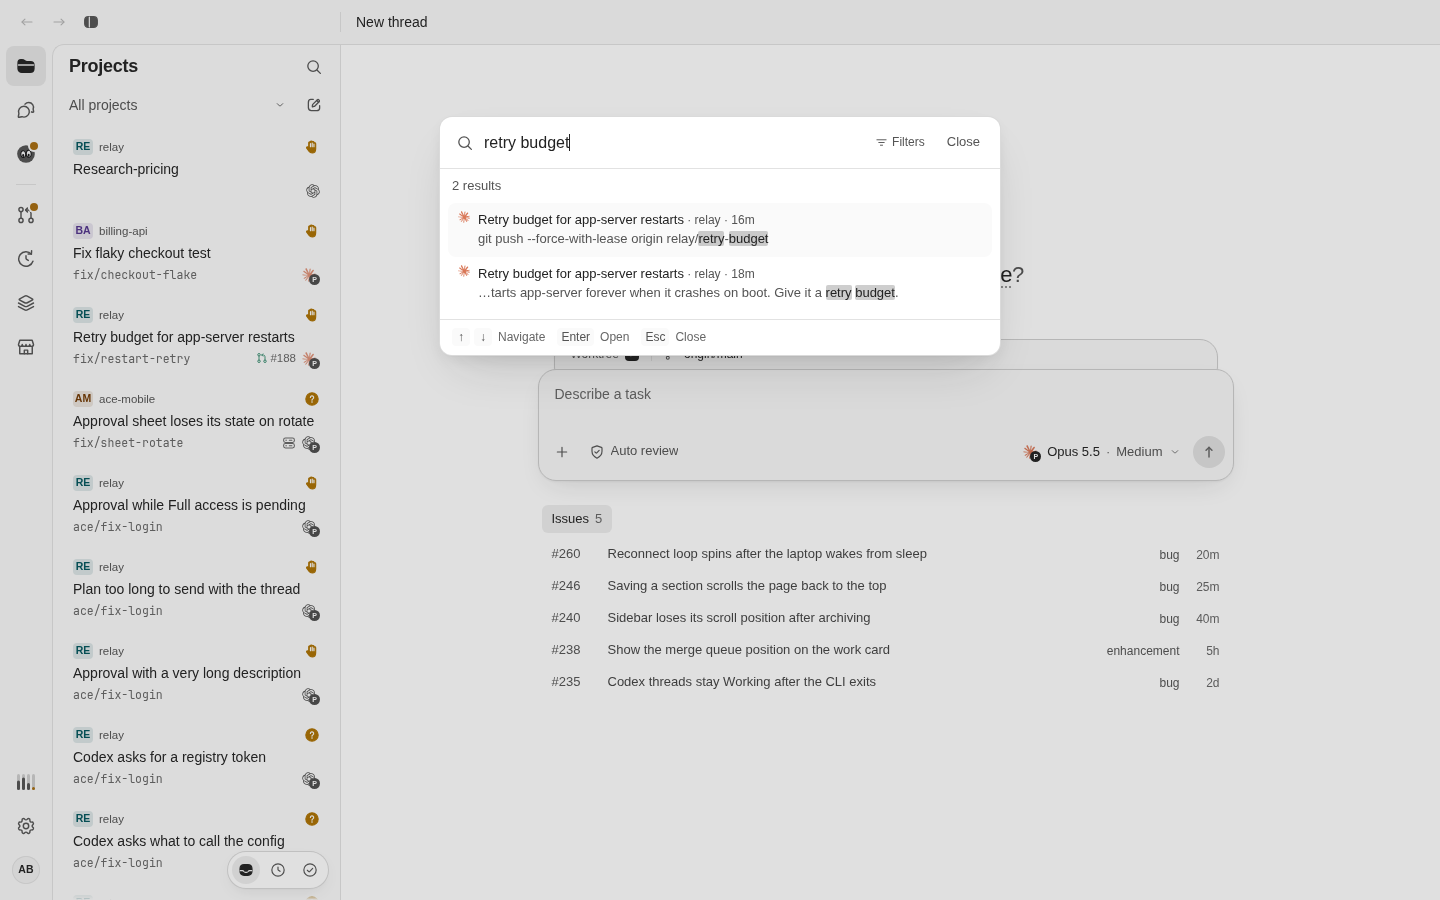 New thread
Projects
All projects
RE relay
Research-pricing
BA billing-api
Fix flaky checkout test
fix/checkout-flake
P
RE relay
Retry budget for app-server restarts
fix/restart-retry #188
P
AM ace-mobile ?
Approval sheet loses its state on rotate
fix/sheet-rotate
P
RE relay
Approval while Full access is pending
ace/fix-login
P
RE relay
Plan too long to send with the thread
ace/fix-login
P
RE relay
Approval with a very long description
ace/fix-login
P
RE relay ?
Codex asks for a registry token
ace/fix-login
P
RE relay ?
Codex asks what to call the config
ace/fix-login
AB
retry budget Filters Close
2 results
Retry budget for app-server restarts · relay · 16m
git push --force-with-lease origin relay/retry-budget
Retry budget for app-server restarts · relay · 18m
…tarts app-server forever when it crashes on boot. Give it a retry budget.
↑ ↓ Navigate Enter Open Esc Close
e?
Worktree origin/main
Describe a task
Auto review P Opus 5.5 · Medium
Issues 5
#260 Reconnect loop spins after the laptop wakes from sleep bug 20m
#246 Saving a section scrolls the page back to the top bug 25m
#240 Sidebar loses its scroll position after archiving bug 40m
#238 Show the merge queue position on the work card enhancement 5h
#235 Codex threads stay Working after the CLI exits bug 2d